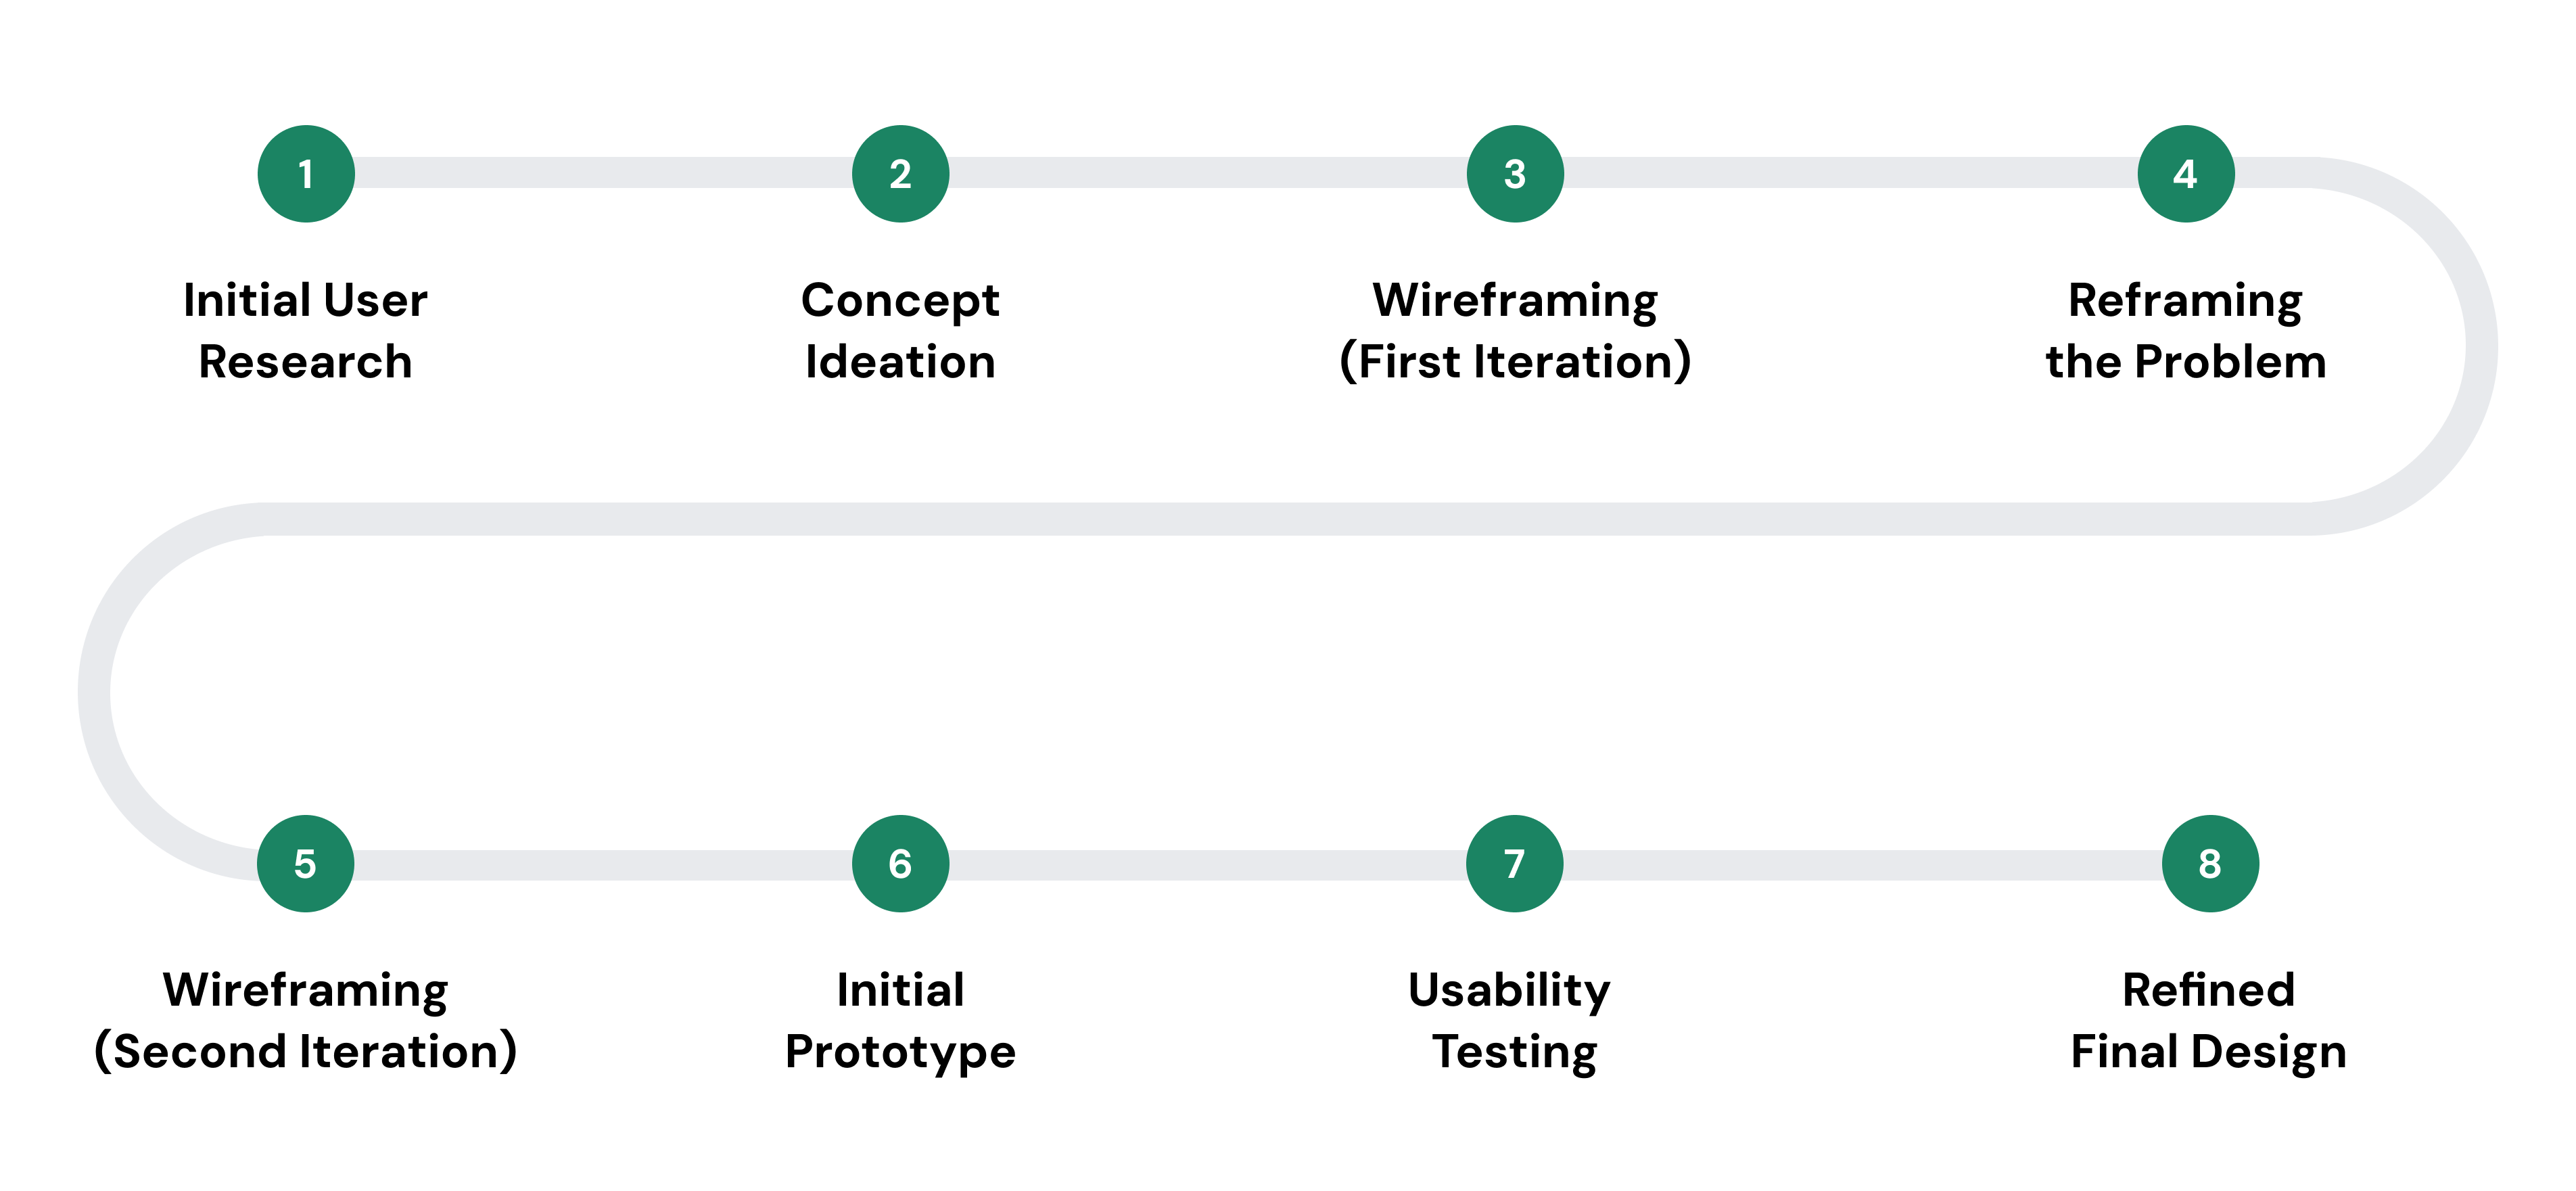 1
Initial User
Research
2
Concept
Ideation
3
Wireframing
(First Iteration)
4
Reframing
the Problem
5
Wireframing
(Second Iteration)
6
Initial
Prototype
7
Usability
Testing
8
Refined
Final Design